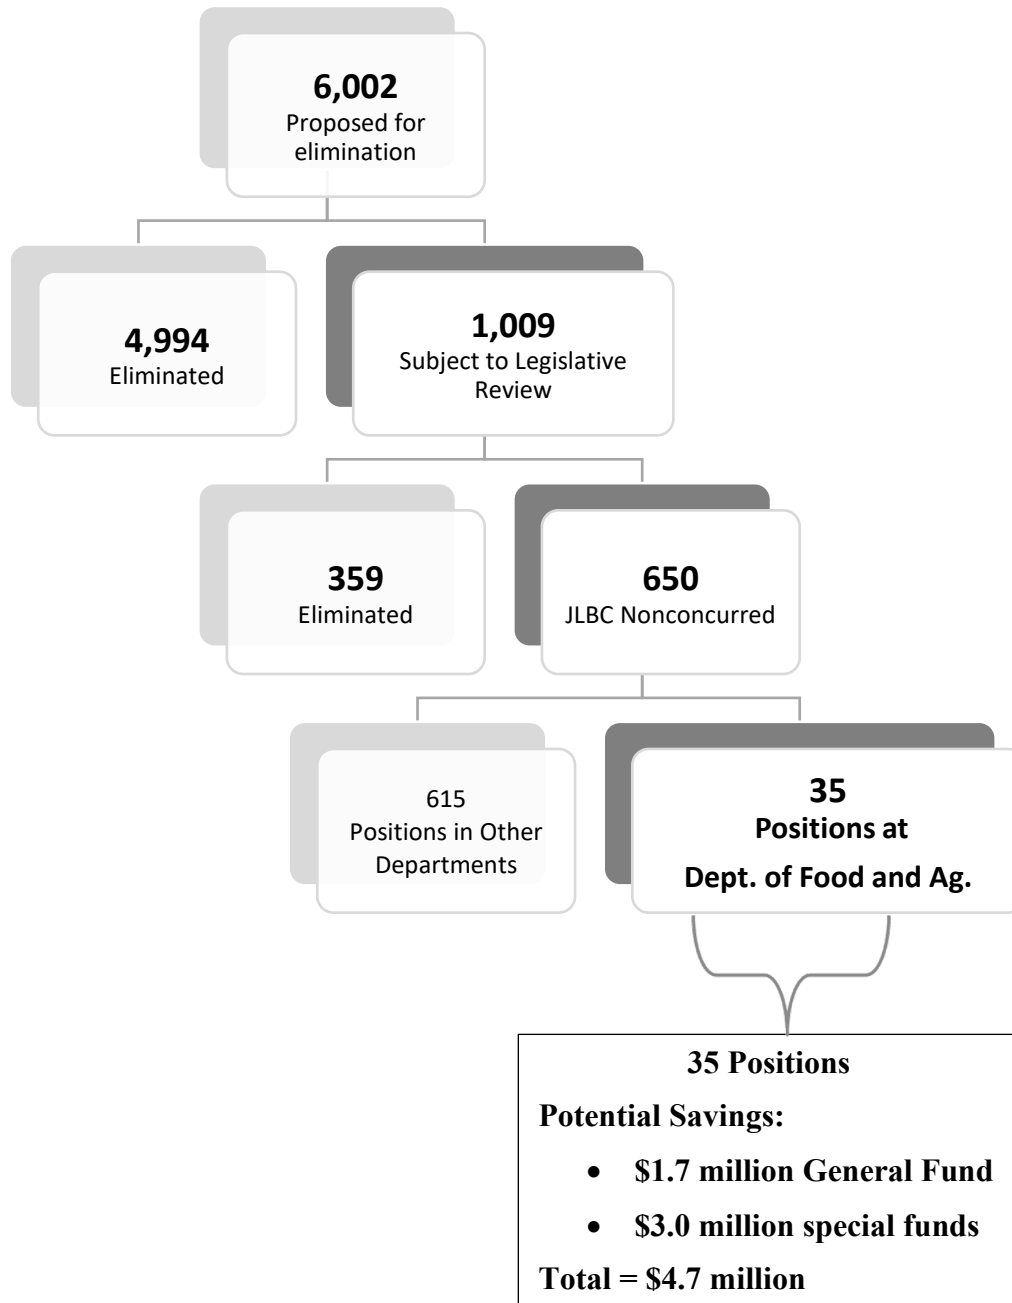 6,002
Proposed for
elimination
4,994
Eliminated
1,009
Subject to Legislative
Review
359
Eliminated
650
JLBC Nonconcurred
615
Positions in Other
Departments
35
Positions at
Dept. of Food and Ag.
35 Positions
Potential Savings:
• $1.7 million General Fund
• $3.0 million special funds
Total = $4.7 million